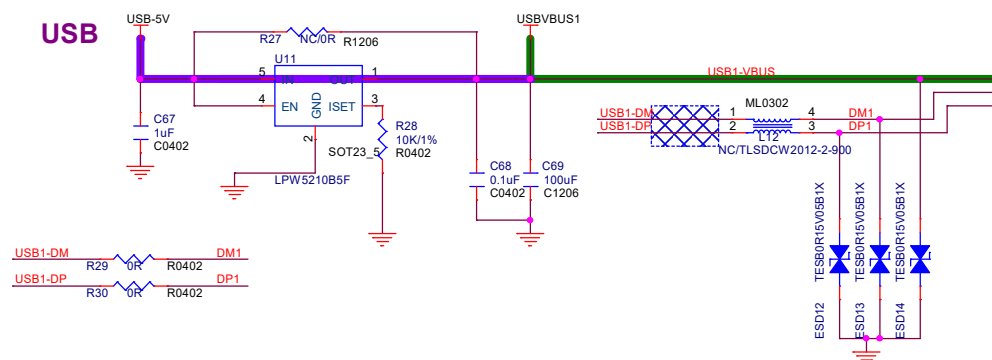 USB
USB-5V
R27
NC/0R
R1206
USBVBUS1
U11
5
IN
OUT
1
4
EN
GND
ISET
3
2
SOT23_5
LPW5210B5F
C67
1uF
C0402
R28
10K/1%
R0402
C68
0.1uF
C0402
C69
100uF
C1206
USB1-VBUS
ML0302
USB1-DM
1
4
DM1
USB1-DP
2
3
DP1
L12
NC/TLSDCW2012-2-900
USB1-DM
R29
0R
R0402
DM1
USB1-DP
R30
0R
R0402
DP1
TESB0R15V05B1X
TESB0R15V05B1X
TESB0R15V05B1X
ESD12
ESD13
ESD14